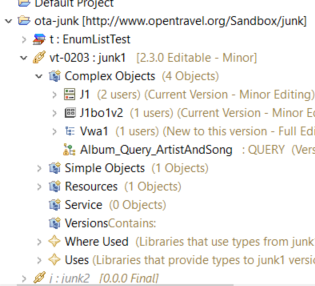 Default Project
ota-junk [http://www.opentravel.org/Sandbox/junk]
t : EnumListTest
vt-0203 : junk1 [2.3.0 Editable - Minor]
Complex Objects (4 Objects)
J1 (2 users) (Current Version - Minor Editing)
J1bo1v2 (1 users) (Current Version - Minor E
Vwa1 (1 users) (New to this version - Full Edi
Album_Query_ArtistAndSong : QUERY (Vers
Simple Objects (1 Objects)
Resources (1 Objects)
Service (0 Objects)
VersionsContains:
Where Used (Libraries that use types from junk
Uses (Libraries that provide types to junk1 versio
j : junk2 [0.0.0 Final]